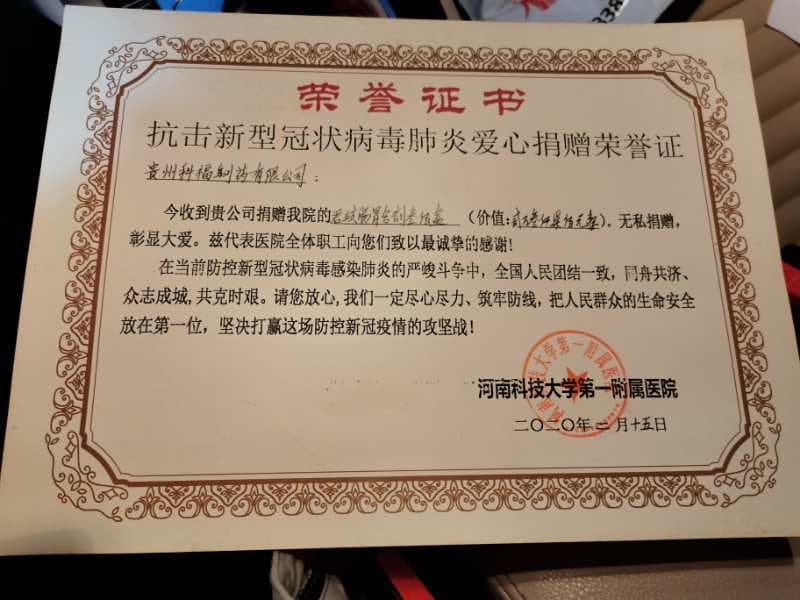 荣誉证书
抗击新型冠状病毒肺炎爱心捐赠荣誉证
贵州科福制药有限公司：
今收到贵公司捐赠我院的（价值：）。无私捐赠，
彰显大爱。兹代表医院全体职工向您们致以最诚挚的感谢！
在当前防控新型冠状病毒感染肺炎的严峻斗争中，全国人民团结一致，同舟共济、
众志成城，共克时艰。请您放心，我们一定尽心尽力、筑牢防线，把人民群众的生命安全
放在第一位，坚决打赢这场防控新冠疫情的攻坚战！
河南科技大学第一附属医院
二〇二〇年二月十五日